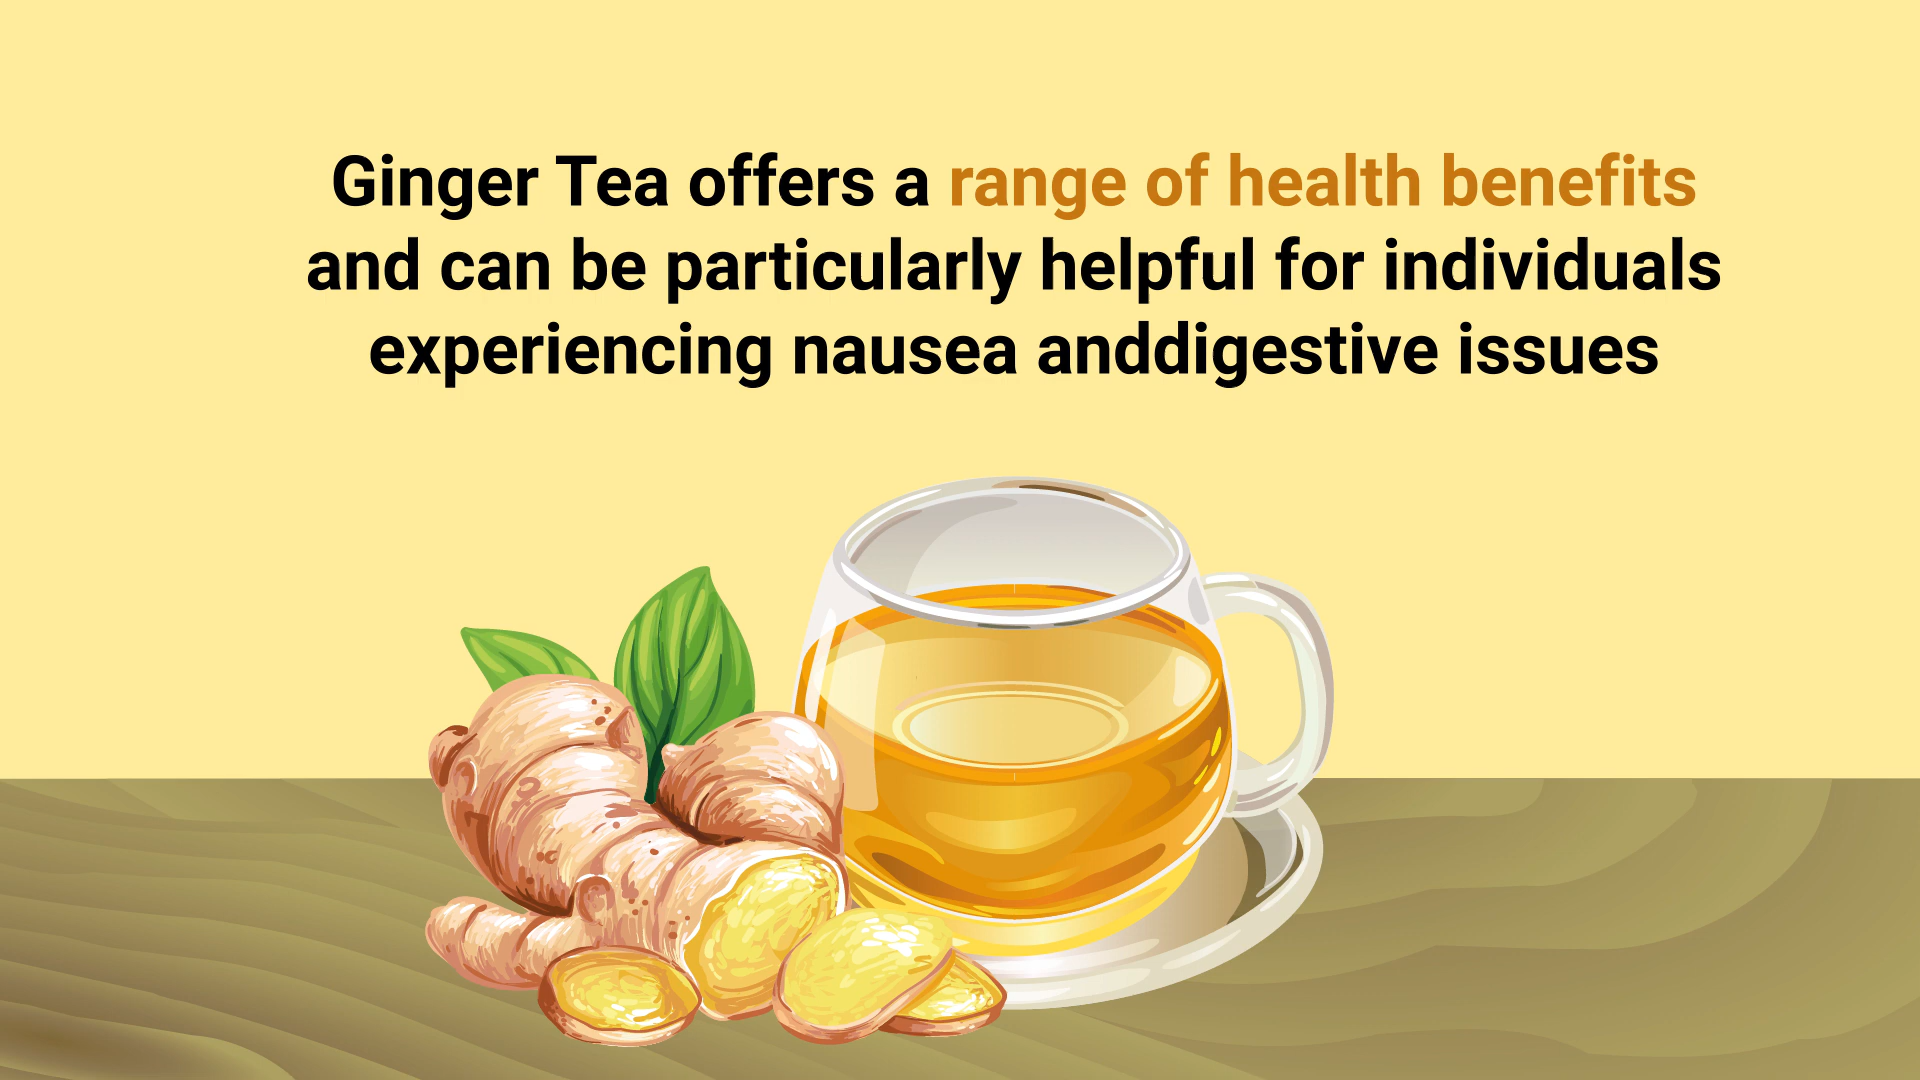 Ginger Tea offers a range of health benefits
and can be particularly helpful for individuals
experiencing nausea anddigestive issues